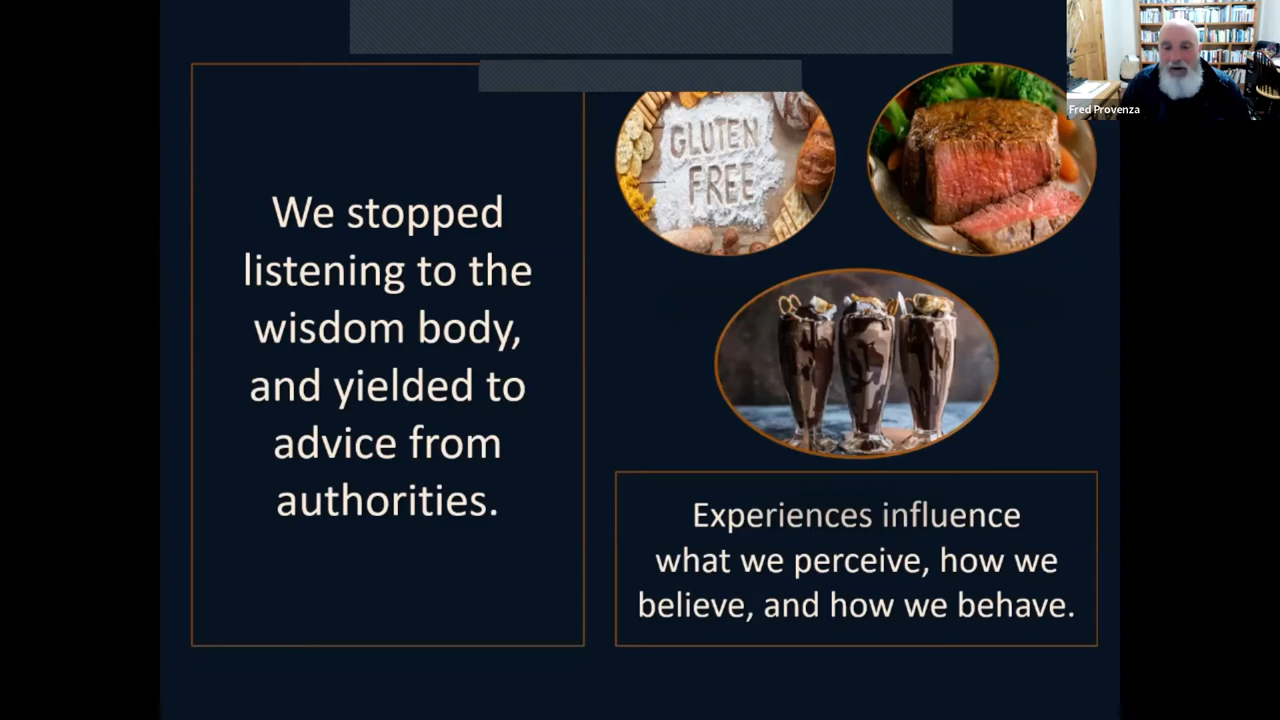 We stopped
listening to the
wisdom body,
and yielded to
advice from
authorities.
GLUTEN
FREE
Fred Provenza
Experiences influence
what we perceive, how we
believe, and how we behave.